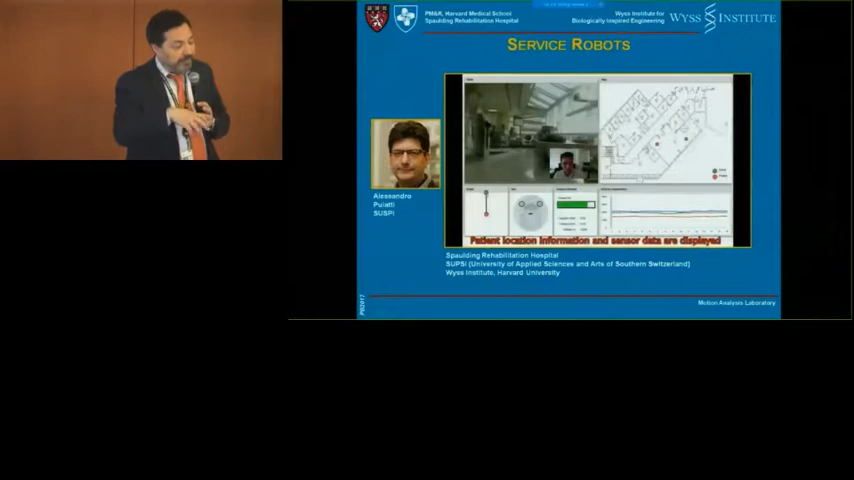 PM&R, Harvard Medical School
Spaulding Rehabilitation Hospital
Wyss Institute for
Biologically Inspired Engineering
WYSS INSTITUTE
SERVICE ROBOTS
Alessandro
Puiatti
SUSPI
Patient location information and sensor data are displayed
Spaulding Rehabilitation Hospital
SUPSI (University of Applied Sciences and Arts of Southern Switzerland)
Wyss Institute, Harvard University
PB2017
Motion Analysis Laboratory